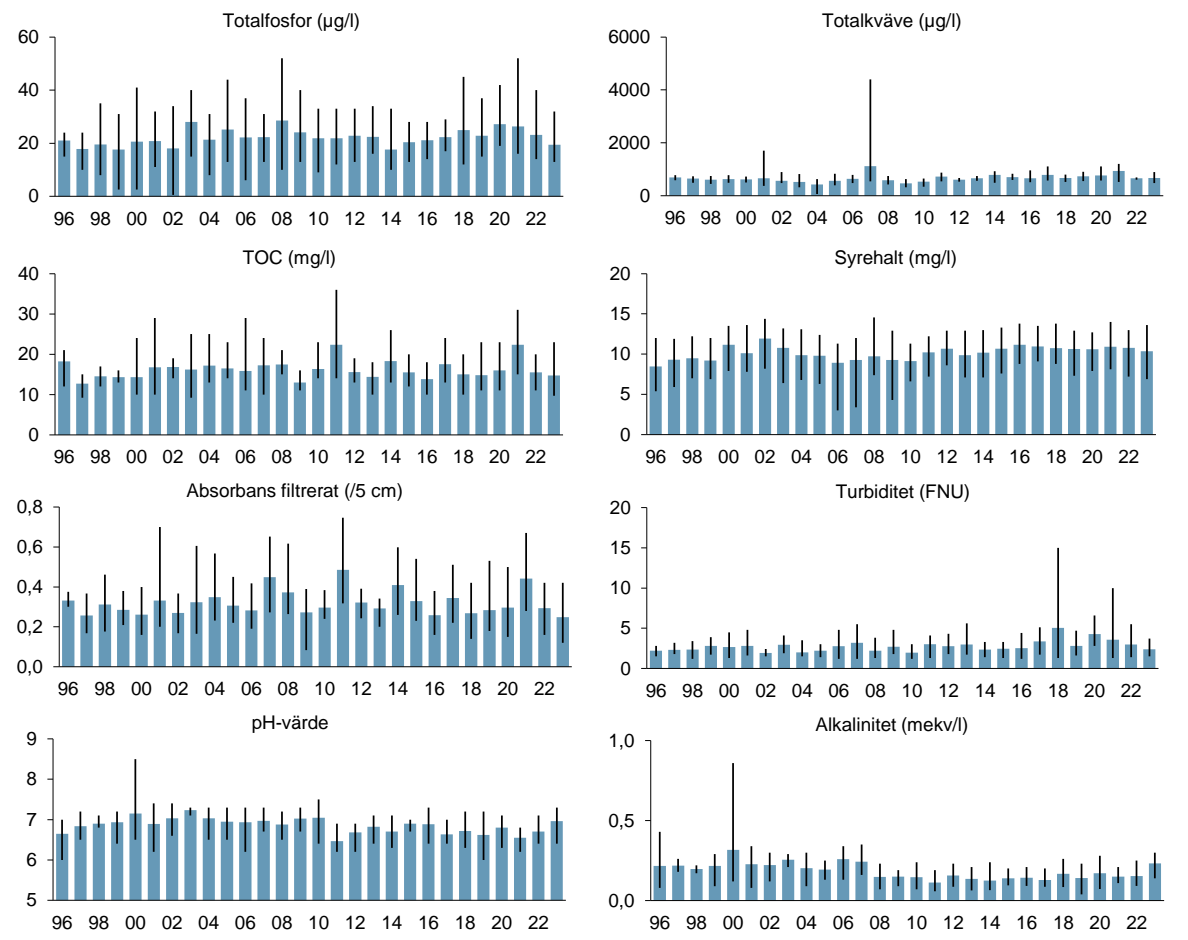 Totalfosfor (µg/l)
60
40
20
0
96 98 00 02 04 06 08 10 12 14 16 18 20 22
Totalkväve (µg/l)
6000
4000
2000
0
96 98 00 02 04 06 08 10 12 14 16 18 20 22
TOC (mg/l)
40
30
20
10
0
96 98 00 02 04 06 08 10 12 14 16 18 20 22
Syrehalt (mg/l)
20
15
10
5
0
96 98 00 02 04 06 08 10 12 14 16 18 20 22
Absorbans filtrerat (/5 cm)
0,8
0,6
0,4
0,2
0,0
96 98 00 02 04 06 08 10 12 14 16 18 20 22
Turbiditet (FNU)
20
15
10
5
0
96 98 00 02 04 06 08 10 12 14 16 18 20 22
pH-värde
9
8
7
6
5
96 98 00 02 04 06 08 10 12 14 16 18 20 22
Alkalinitet (mekv/l)
1,0
0,5
0,0
96 98 00 02 04 06 08 10 12 14 16 18 20 22